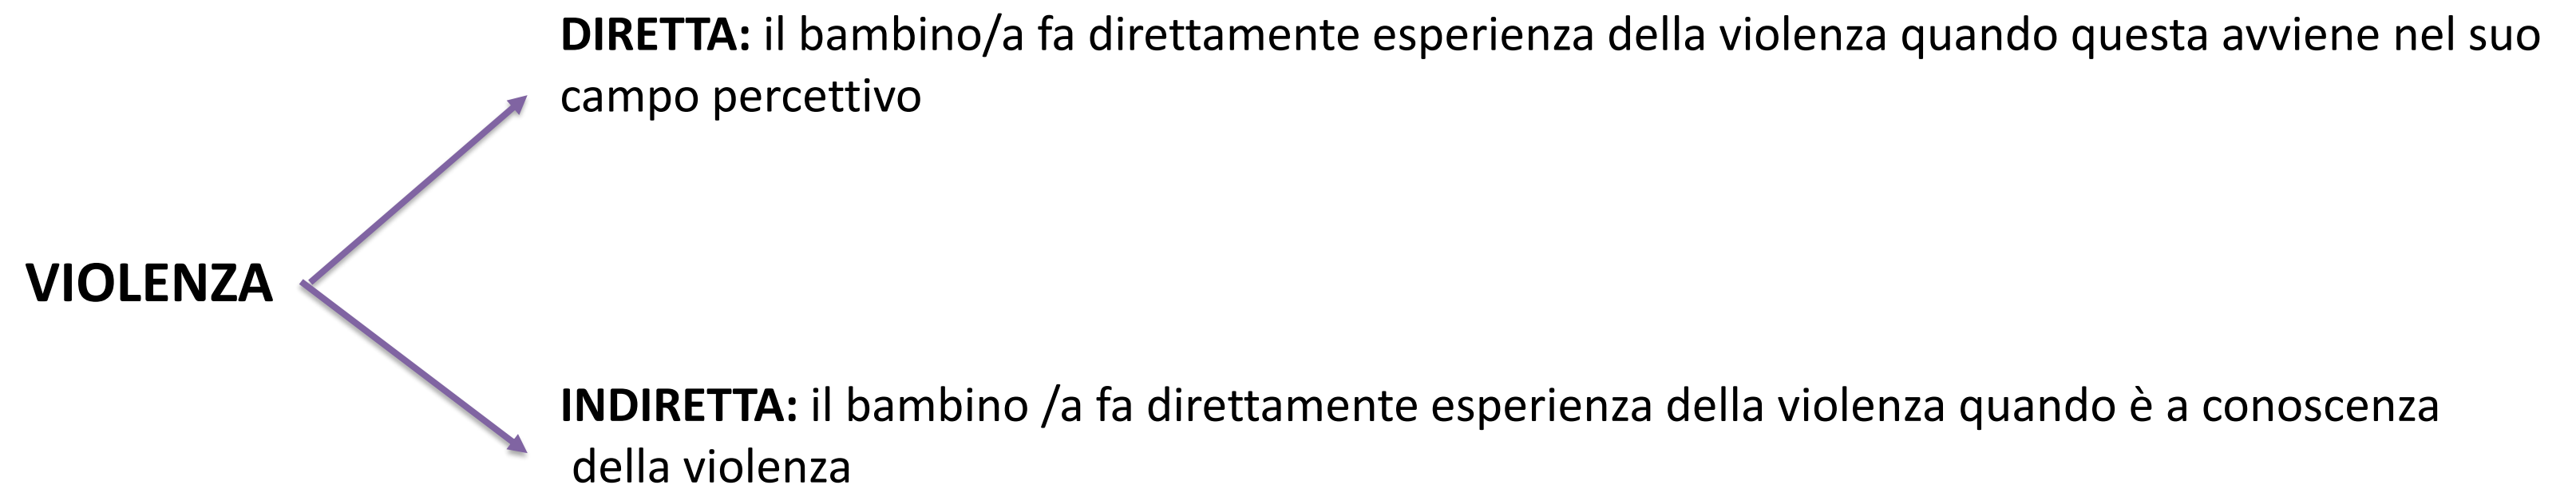 DIRETTA: il bambino/a fa direttamente esperienza della violenza quando questa avviene nel suo
campo percettivo
VIOLENZA
INDIRETTA: il bambino /a fa direttamente esperienza della violenza quando è a conoscenza
della violenza